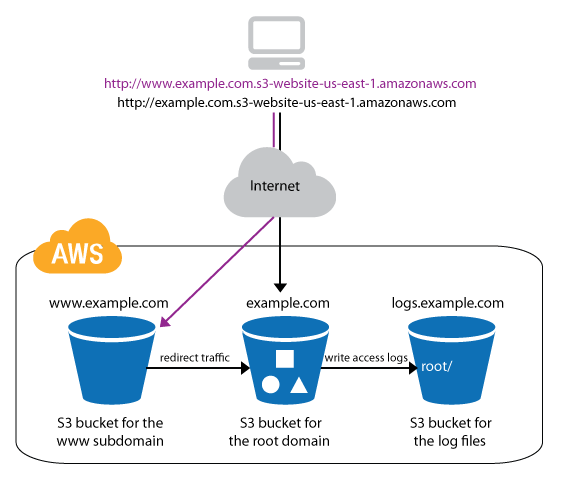 http://www.example.com.s3-website-us-east-1.amazonaws.com
http://example.com.s3-website-us-east-1.amazonaws.com
Internet
AWS
www.example.com
example.com
logs.example.com
redirect traffic
write access logs
root/
S3 bucket for the
www subdomain
S3 bucket for
the root domain
S3 bucket for
the log files